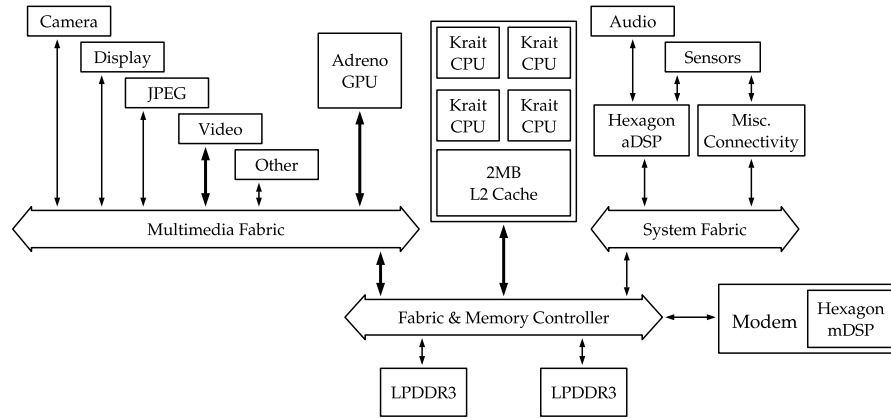 Camera
Display
JPEG
Video
Other
Adreno
GPU
Krait
CPU
Krait
CPU
Krait
CPU
Krait
CPU
2MB
L2 Cache
Audio
Sensors
Hexagon
aDSP
Misc.
Connectivity
Multimedia Fabric
System Fabric
Fabric & Memory Controller
Modem
Hexagon
mDSP
LPDDR3
LPDDR3